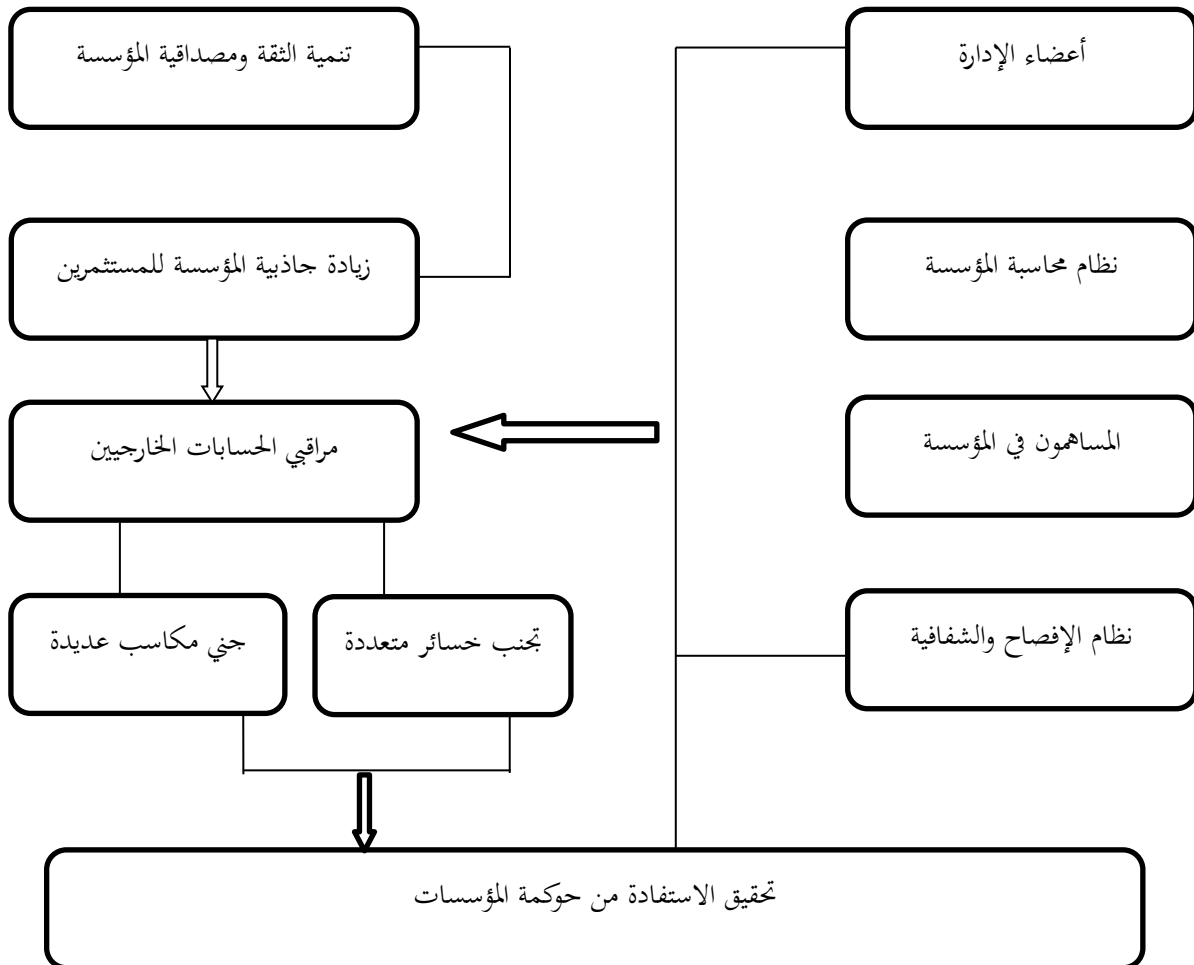 أعضاء الإدارة
تنمية الثقة ومصداقية المؤسسة
نظام محاسبة المؤسسة
زيادة جاذبية المؤسسة للمستثمرين
المساهمون في المؤسسة
مراقبي الحسابات الخارجيين
نظام الإفصاح والشفافية
تجنب خسائر متعددة
جني مكاسب عديدة
تحقيق الاستفادة من حوكمة المؤسسات